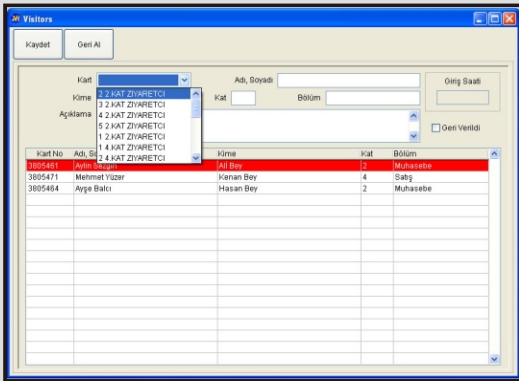 Visitors
Kaydet Geri Al
Kart Adı, Soyadı Giriş Saati
Kime Kat Bölüm
Açıklama
Geri Verildi
2 2.KAT ZIYARETCI
3 2.KAT ZIYARETCI
4 2.KAT ZIYARETCI
5 2.KAT ZIYARETCI
1 2.KAT ZIYARETCI
1 4.KAT ZIYARETCI
2 4.KAT ZIYARETCI
Kart No Adı, So Kime Kat Bölüm
3805461 Aylin Sezgin Ali Bey 2 Muhasebe
3805471 Mehmet Yüzer Kenan Bey 4 Satış
3805464 Ayşe Balcı Hasan Bey 2 Muhasebe